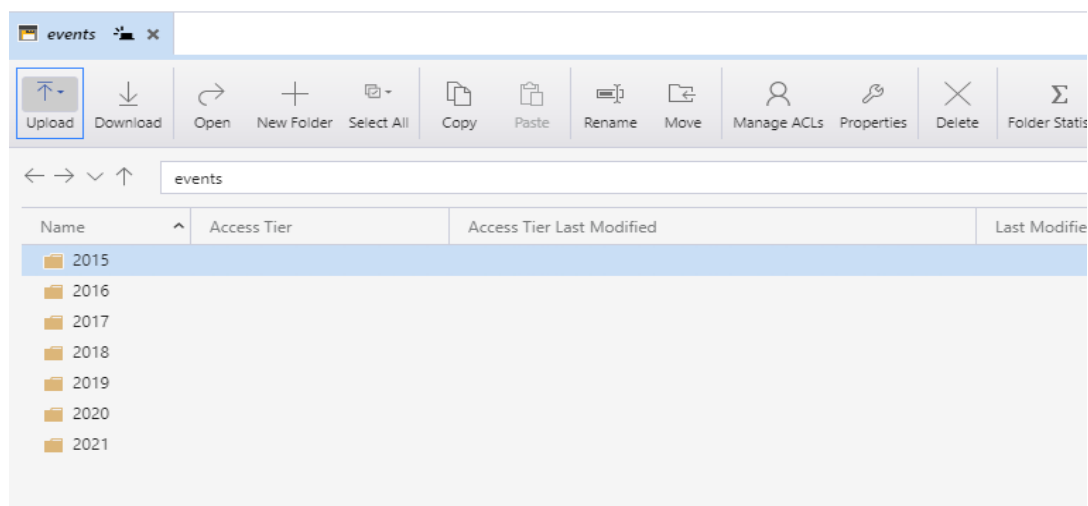 events
Upload Download Open New Folder Select All Copy Paste Rename Move Manage ACLs Properties Delete Folder Statis
events
Name Access Tier Access Tier Last Modified Last Modifie
2015
2016
2017
2018
2019
2020
2021